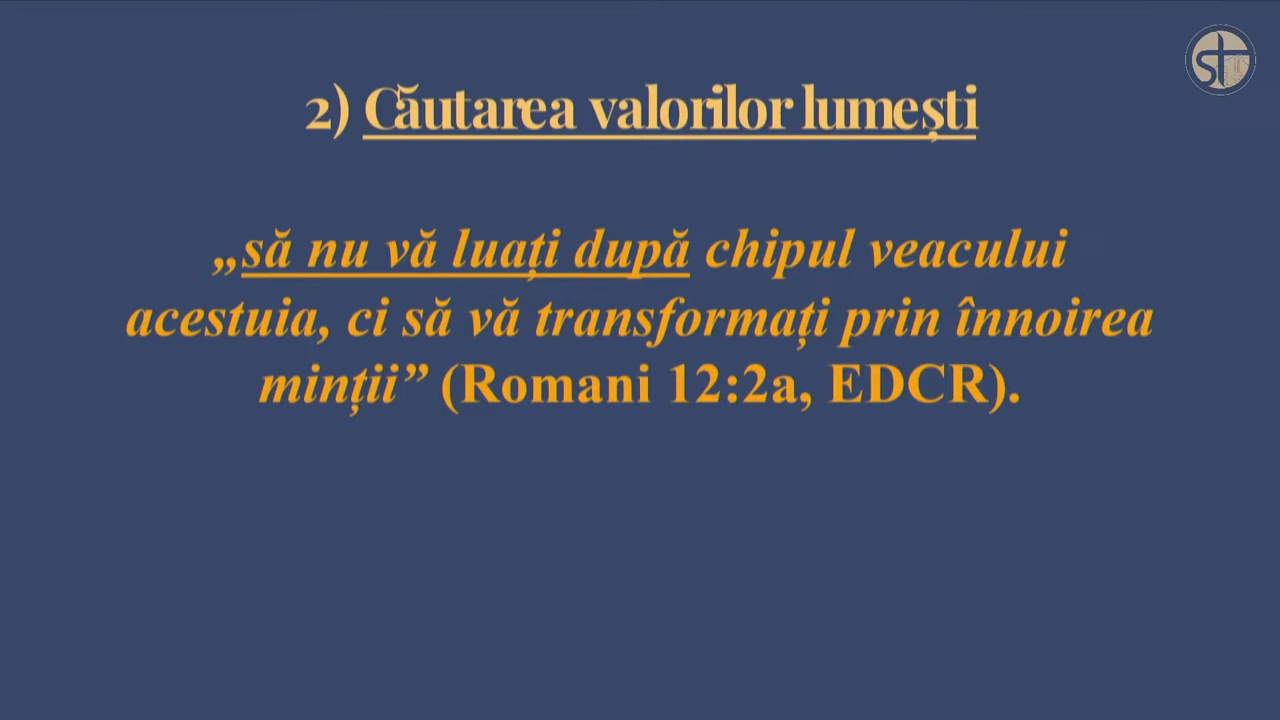 2) Căutarea valorilor lumești
„să nu vă luați după chipul veacului
acestuia, ci să vă transformați prin înnoirea
minții” (Romani 12:2a, EDCR).